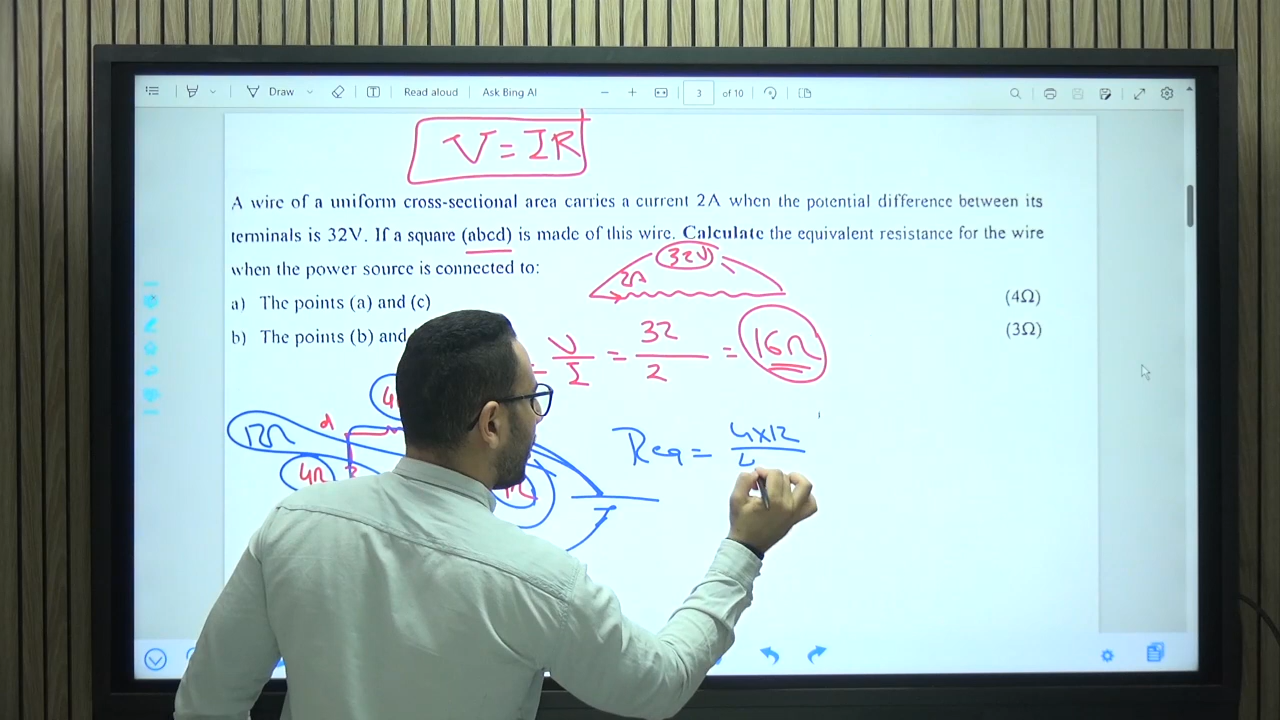 Draw
Read aloud
Ask Bing AI
3 of 10
V = IR
A wire of a uniform cross-sectional area carries a current 2A when the potential difference between its
terminals is 32V. If a square (abcd) is made of this wire. Calculate the equivalent resistance for the wire
when the power source is connected to:
32V
2A
a) The points (a) and (c)
(4Ω)
b) The points (b) and
(3Ω)
= V/I = 32/2 = 16Ω
d
12Ω
4Ω
Req = 4x12